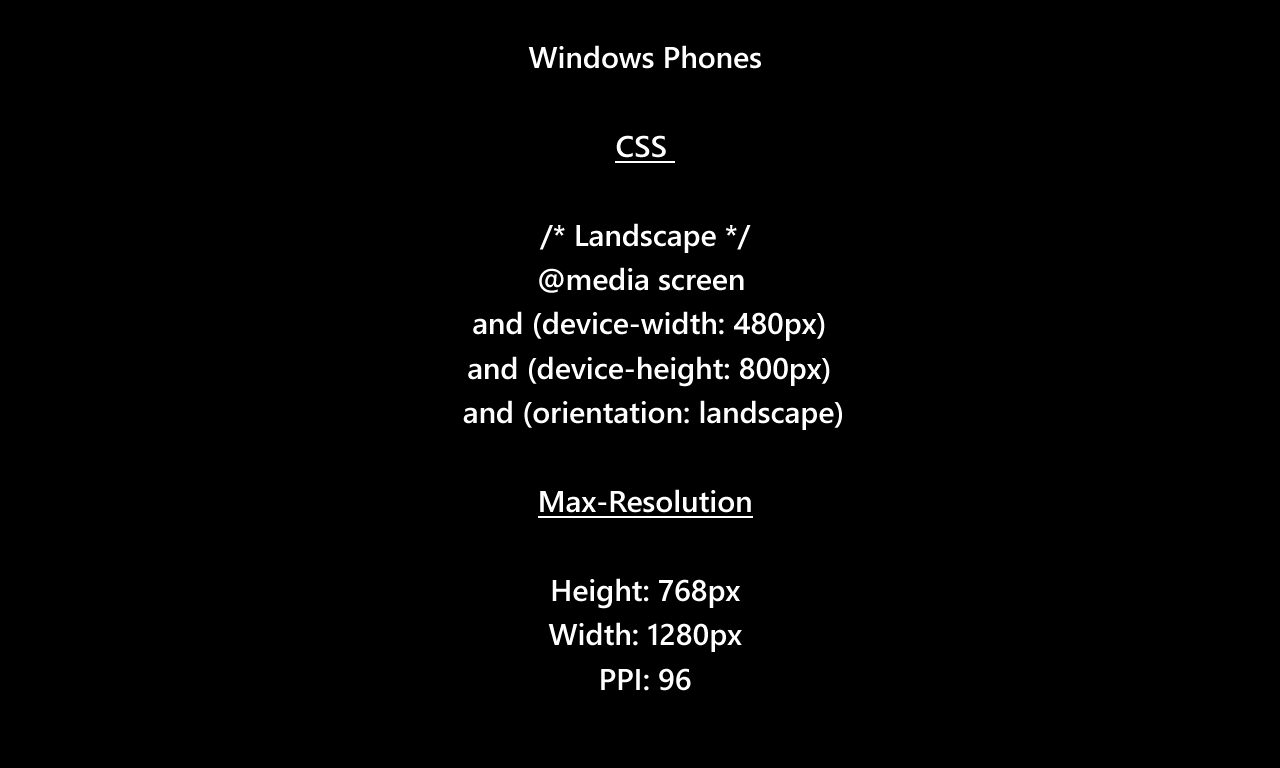 Windows Phones
CSS
/* Landscape */
@media screen
and (device-width: 480px)
and (device-height: 800px)
and (orientation: landscape)
Max-Resolution
Height: 768px
Width: 1280px
PPI: 96